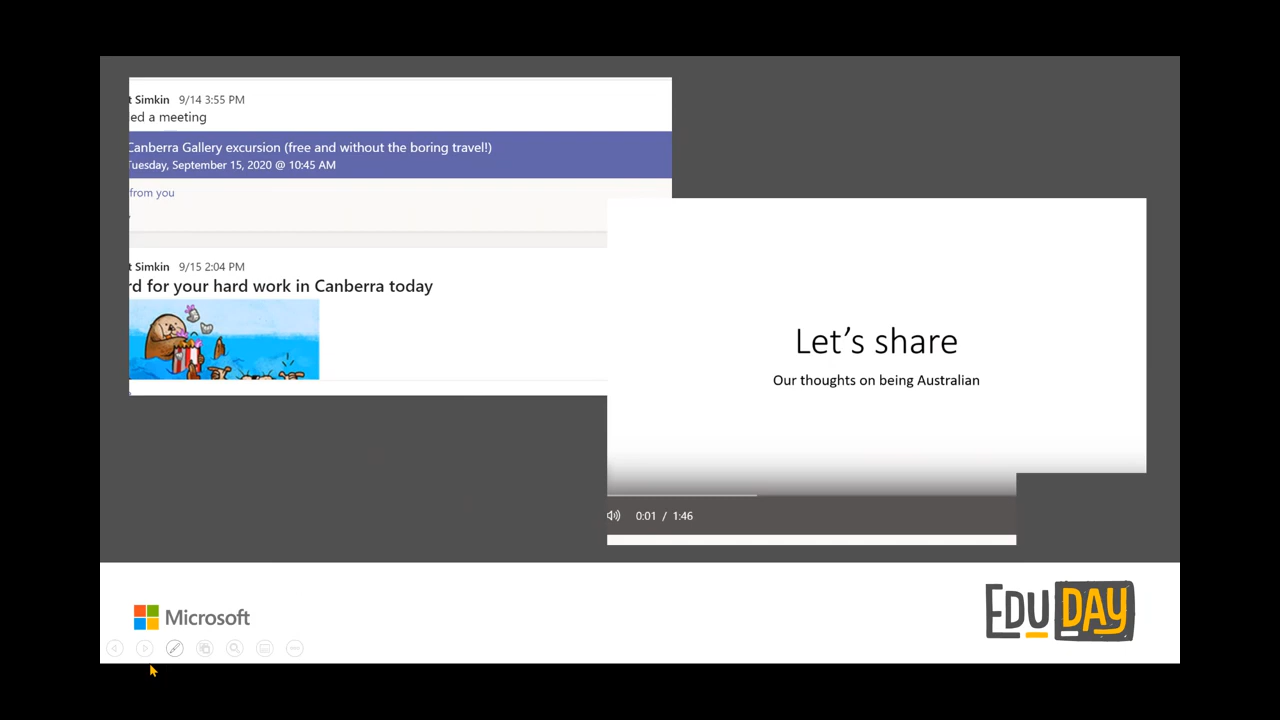 t Simkin 9/14 3:55 PM
ed a meeting
Canberra Gallery excursion (free and without the boring travel!)
Tuesday, September 15, 2020 @ 10:45 AM
from you
t Simkin 9/15 2:04 PM
rd for your hard work in Canberra today
Let's share
Our thoughts on being Australian
0:01 / 1:46
Microsoft
EDU DAY